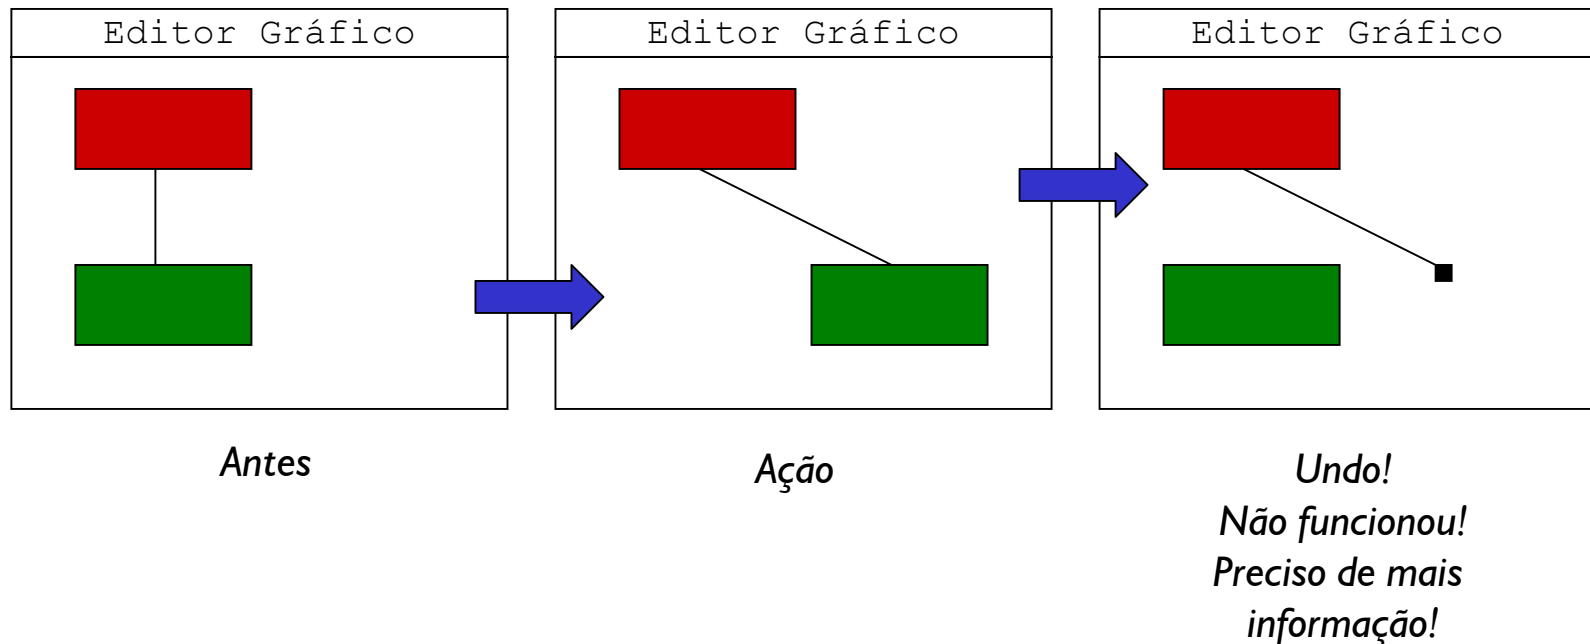 Editor Gráfico
Editor Gráfico
Editor Gráfico
Antes
Ação
Undo!
Não funcionou!
Preciso de mais
informação!